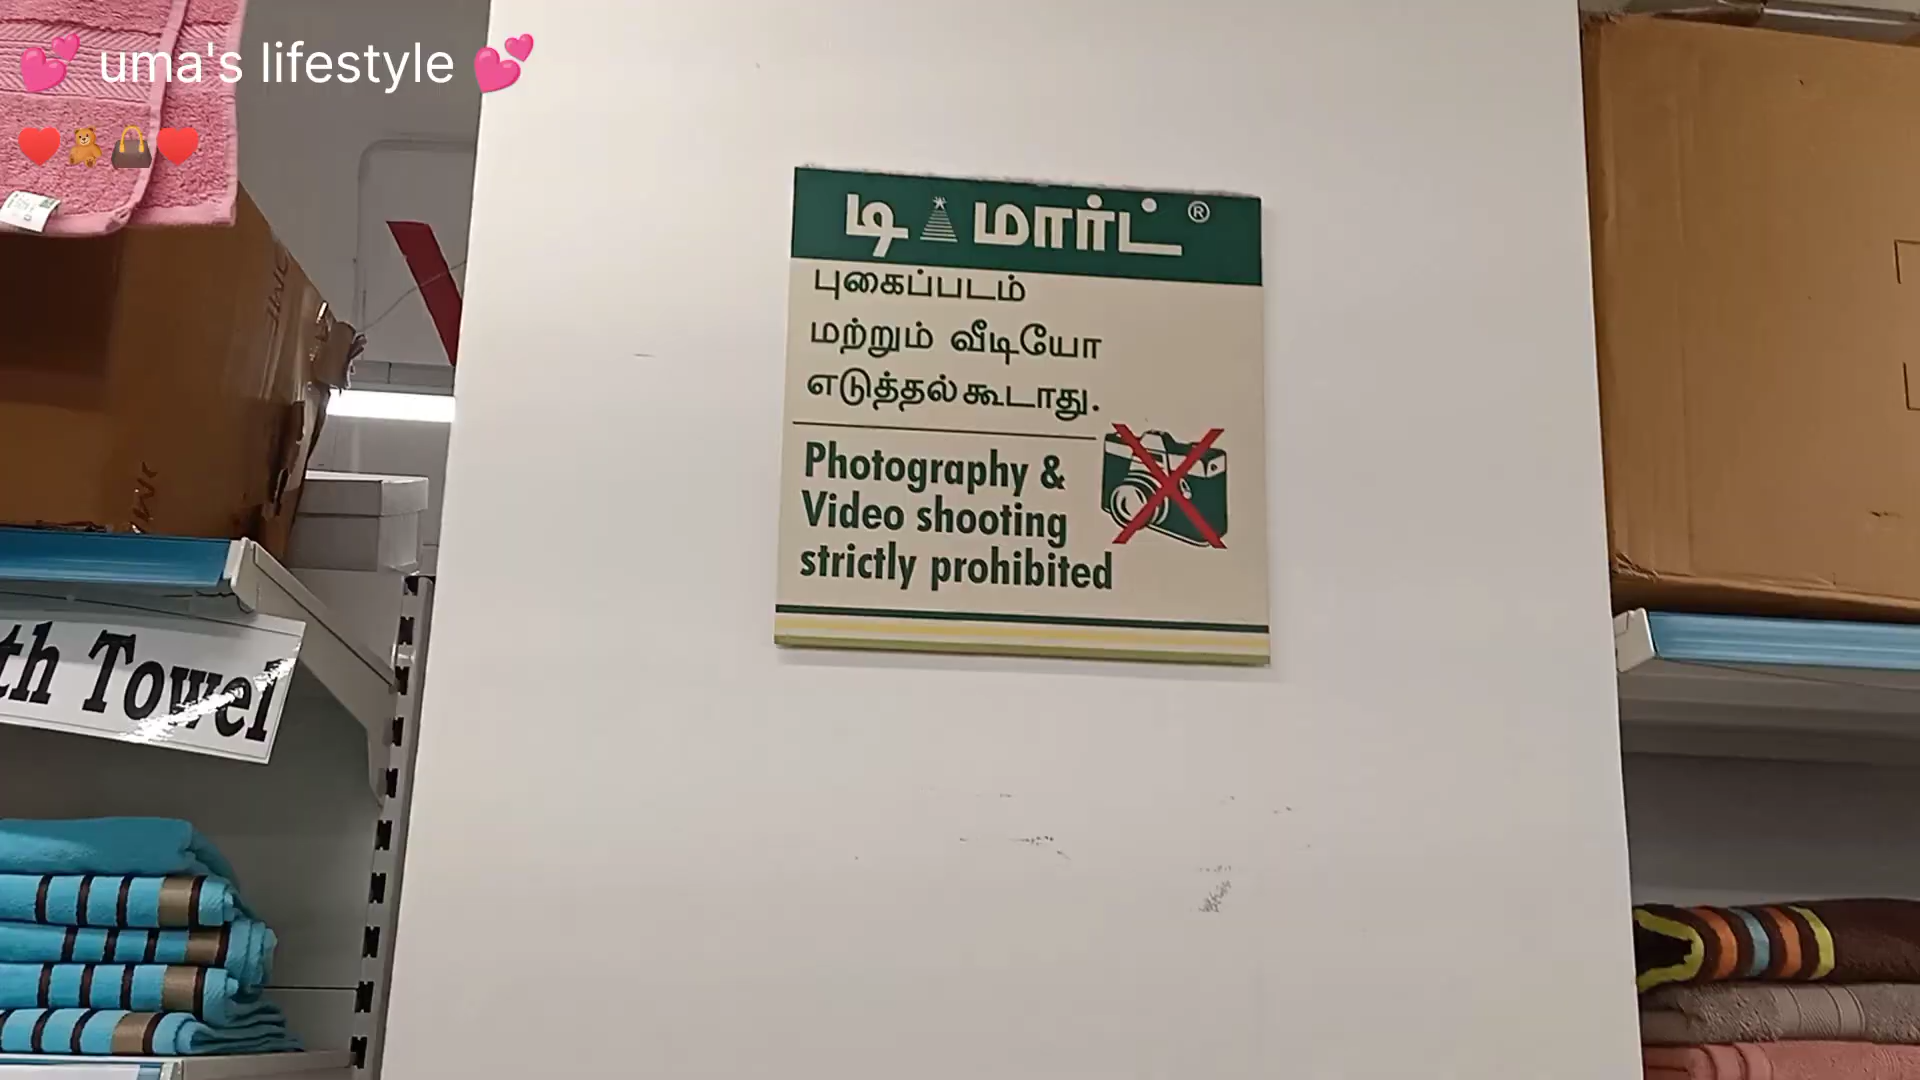 💕 uma's lifestyle 💕
❤️🧸👜❤️
டி மார்ட் ®
புகைப்படம்
மற்றும் வீடியோ
எடுத்தல்கூடாது.
Photography &
Video shooting
strictly prohibited
th Towel